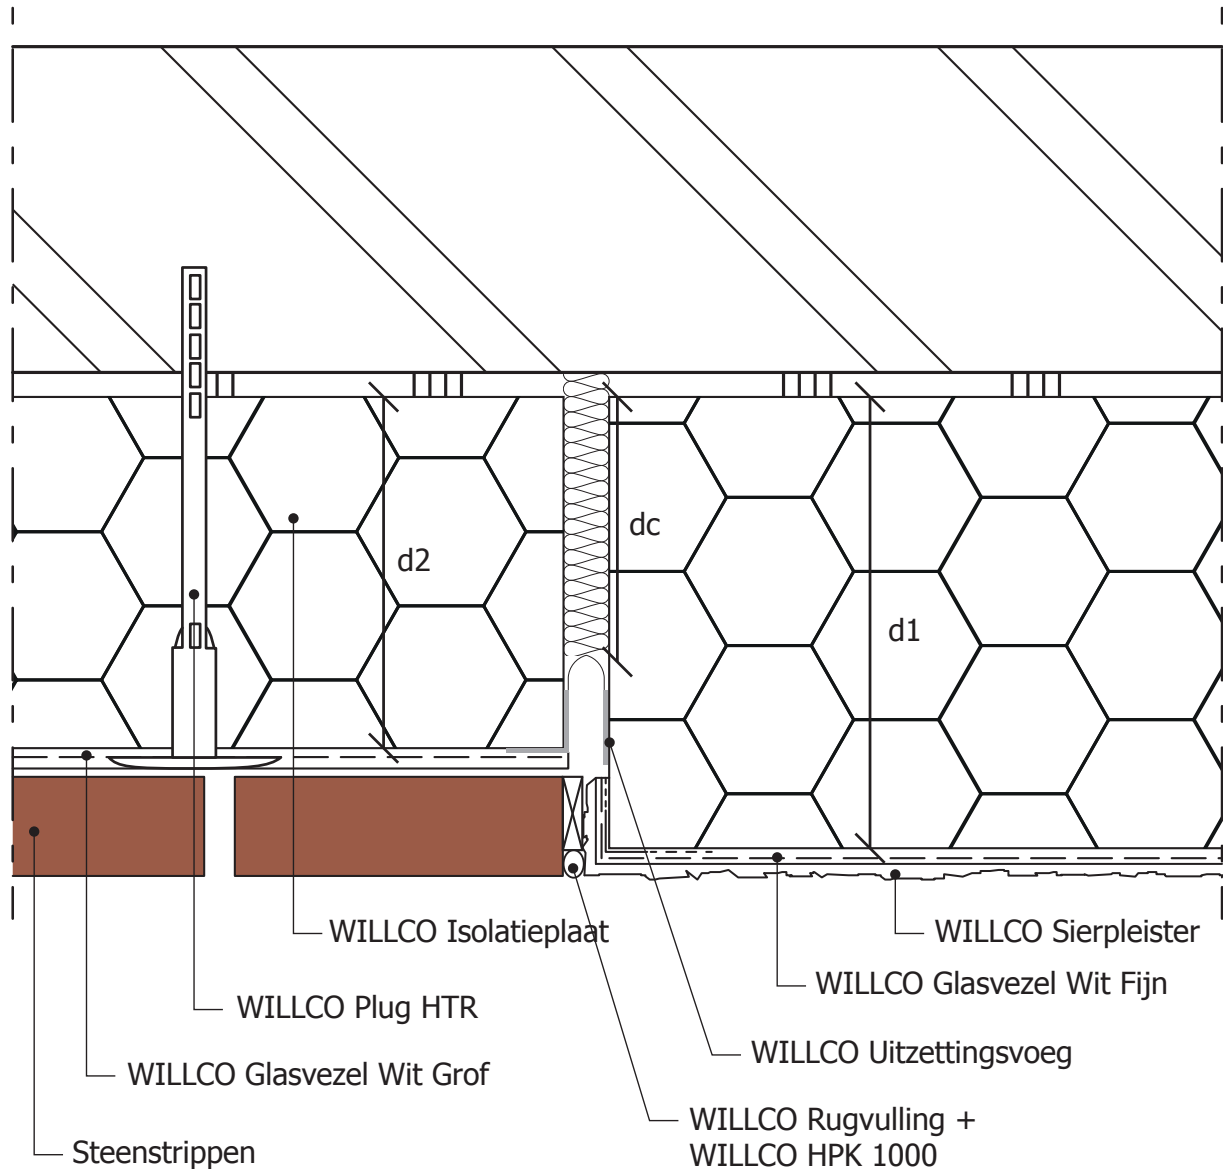 dc
d2
d1
WILLCO Isolatieplaat
WILLCO Sierpleister
WILLCO Glasvezel Wit Fijn
WILLCO Plug HTR
WILLCO Uitzettingsvoeg
WILLCO Glasvezel Wit Grof
WILLCO Rugvulling +
WILLCO HPK 1000
Steenstrippen